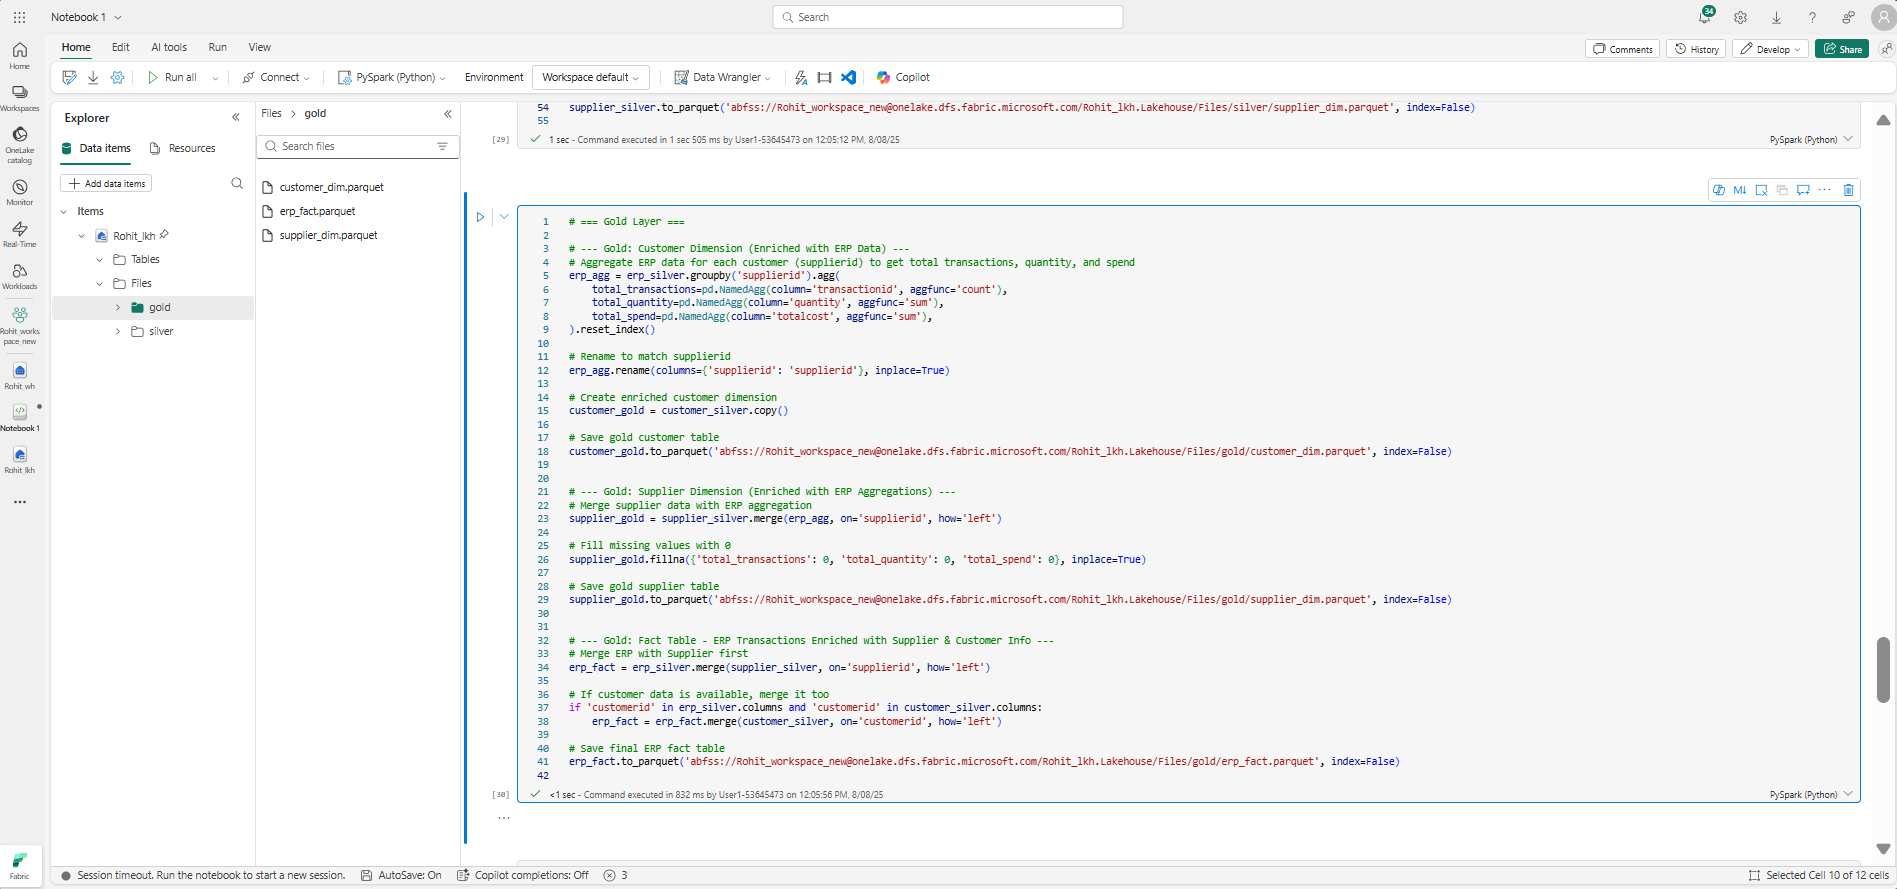 Notebook 1
Search
34
Home
Edit
AI tools
Run
View
Comments
History
Develop
Share
Run all
Connect
PySpark (Python)
Environment
Workspace default
Data Wrangler
Copilot
Home
Workspaces
OneLake
catalog
Monitor
Real-Time
Workloads
Rohit_works
pace_new
Rohit_wh
Notebook 1
Rohit_lkh
Fabric
Explorer
Data items
Resources
Add data items
Items
Rohit_lkh
Tables
Files
gold
silver
Files > gold
Search files
customer_dim.parquet
erp_fact.parquet
supplier_dim.parquet
54 supplier_silver.to_parquet('abfss://Rohit_workspace_new@onelake.dfs.fabric.microsoft.com/Rohit_lkh.Lakehouse/Files/silver/supplier_dim.parquet', index=False)
55
[29] 1 sec - Command executed in 1 sec 505 ms by User1-53645473 on 12:05:12 PM, 8/08/25
PySpark (Python)
M↓
1 # === Gold Layer ===
2
3 # --- Gold: Customer Dimension (Enriched with ERP Data) ---
4 # Aggregate ERP data for each customer (supplierid) to get total transactions, quantity, and spend
5 erp_agg = erp_silver.groupby('supplierid').agg(
6     total_transactions=pd.NamedAgg(column='transactionid', aggfunc='count'),
7     total_quantity=pd.NamedAgg(column='quantity', aggfunc='sum'),
8     total_spend=pd.NamedAgg(column='totalcost', aggfunc='sum'),
9 ).reset_index()
10
11 # Rename to match supplierid
12 erp_agg.rename(columns={'supplierid': 'supplierid'}, inplace=True)
13
14 # Create enriched customer dimension
15 customer_gold = customer_silver.copy()
16
17 # Save gold customer table
18 customer_gold.to_parquet('abfss://Rohit_workspace_new@onelake.dfs.fabric.microsoft.com/Rohit_lkh.Lakehouse/Files/gold/customer_dim.parquet', index=False)
19
20
21 # --- Gold: Supplier Dimension (Enriched with ERP Aggregations) ---
22 # Merge supplier data with ERP aggregation
23 supplier_gold = supplier_silver.merge(erp_agg, on='supplierid', how='left')
24
25 # Fill missing values with 0
26 supplier_gold.fillna({'total_transactions': 0, 'total_quantity': 0, 'total_spend': 0}, inplace=True)
27
28 # Save gold supplier table
29 supplier_gold.to_parquet('abfss://Rohit_workspace_new@onelake.dfs.fabric.microsoft.com/Rohit_lkh.Lakehouse/Files/gold/supplier_dim.parquet', index=False)
30
31
32 # --- Gold: Fact Table - ERP Transactions Enriched with Supplier & Customer Info ---
33 # Merge ERP with Supplier first
34 erp_fact = erp_silver.merge(supplier_silver, on='supplierid', how='left')
35
36 # If customer data is available, merge it too
37 if 'customerid' in erp_silver.columns and 'customerid' in customer_silver.columns:
38     erp_fact = erp_fact.merge(customer_silver, on='customerid', how='left')
39
40 # Save final ERP fact table
41 erp_fact.to_parquet('abfss://Rohit_workspace_new@onelake.dfs.fabric.microsoft.com/Rohit_lkh.Lakehouse/Files/gold/erp_fact.parquet', index=False)
42
[30] <1 sec - Command executed in 832 ms by User1-53645473 on 12:05:56 PM, 8/08/25
PySpark (Python)
Session timeout. Run the notebook to start a new session.
AutoSave: On
Copilot completions: Off
3
Selected Cell 10 of 12 cells